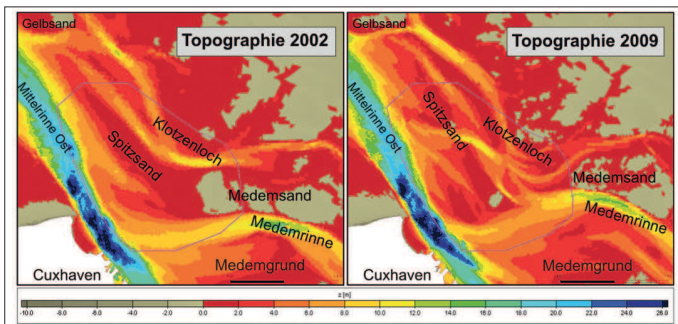 Gelbsand
Topographie 2002
Mittelrinne Ost
Spitzsand
Klotzenloch
Medemsand
Medemrinne
Medemgrund
Cuxhaven
Gelbsand
Topographie 2009
Mittelrinne Ost
Spitzsand
Klotzenloch
Medemsand
Medemrinne
Medemgrund
Cuxhaven
z [m]
-10.0 -8.0 -6.0 -4.0 -2.0 0.0 2.0 4.0 6.0 8.0 10.0 12.0 14.0 16.0 18.0 20.0 22.0 24.0 26.0